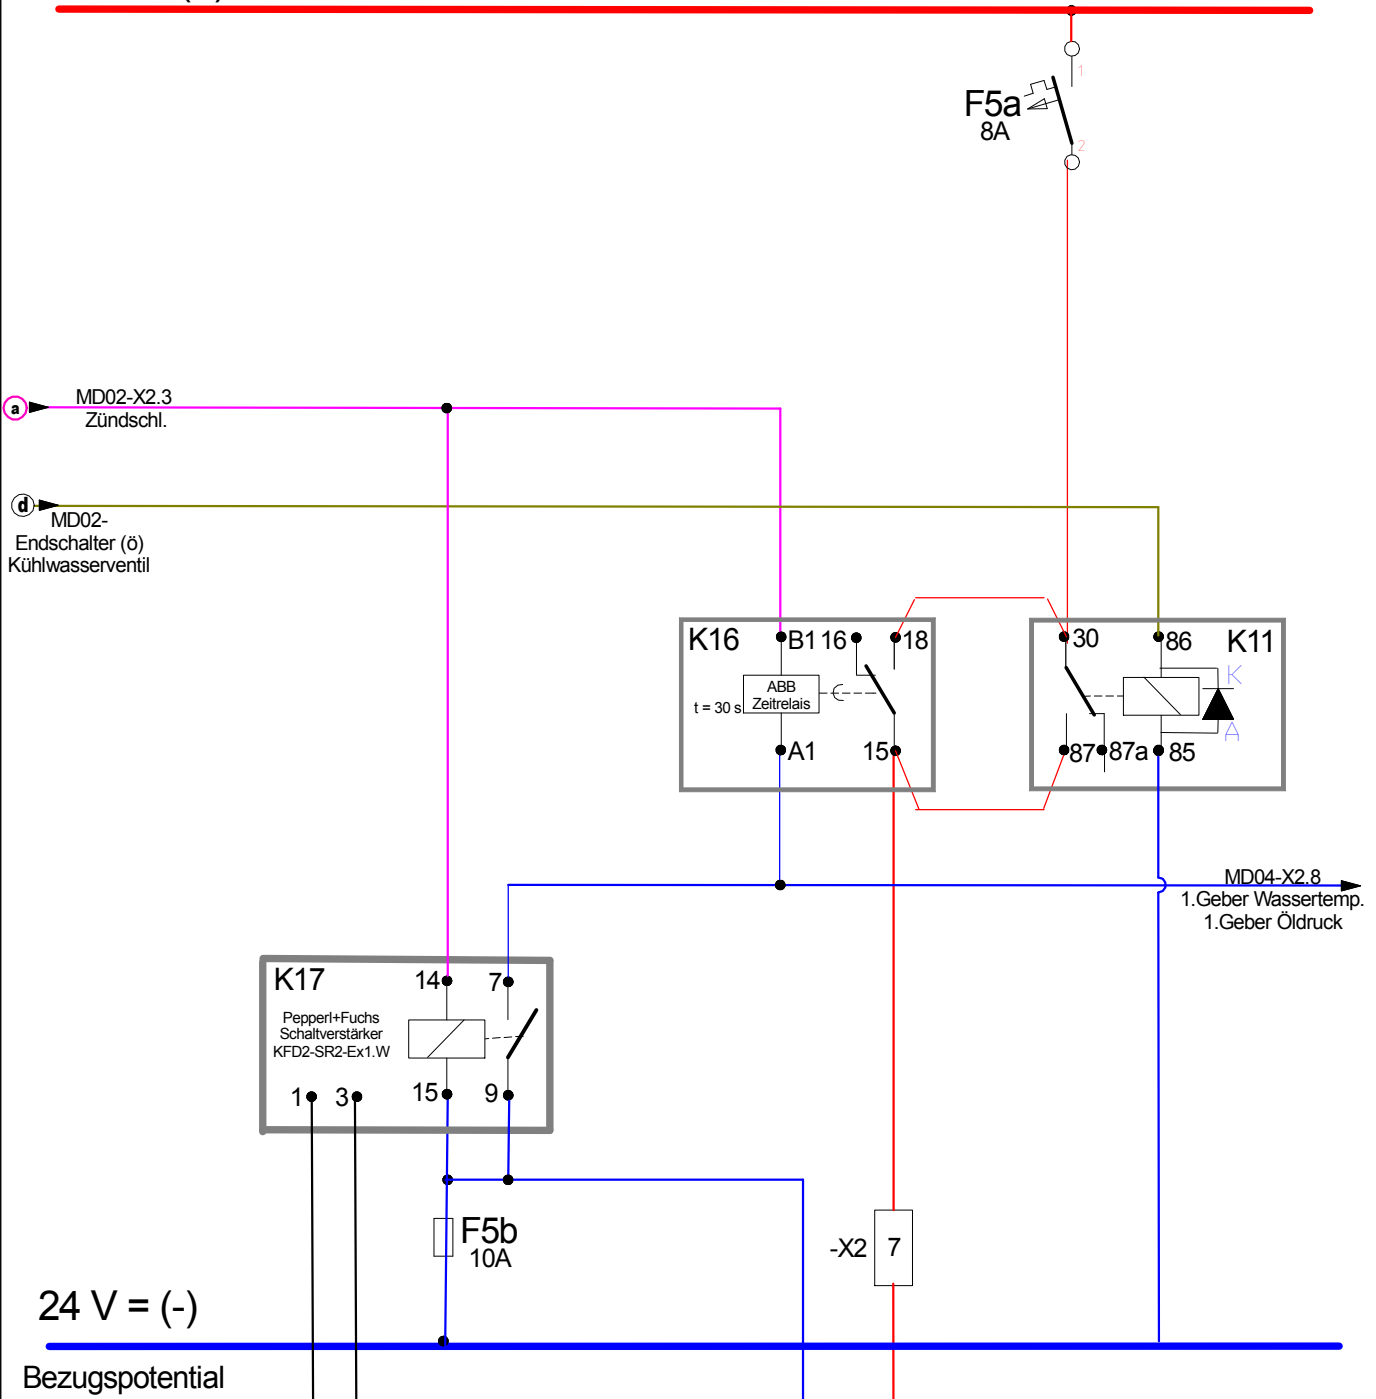 1
F5a
8A
2
a
MD02-X2.3
Zündschl.
d
MD02-
Endschalter (ö)
Kühlwasserventil
K16
B1 16 18
ABB
Zeitrelais
t = 30 s
A1 15
30 86 K11
K
A
87 87a 85
MD04-X2.8
1.Geber Wassertemp.
1.Geber Öldruck
K17 14 7
Pepperl+Fuchs
Schaltverstärker
KFD2-SR2-Ex1.W
1 3 15 9
F5b
10A
-X2 7
24 V = (-)
Bezugspotential